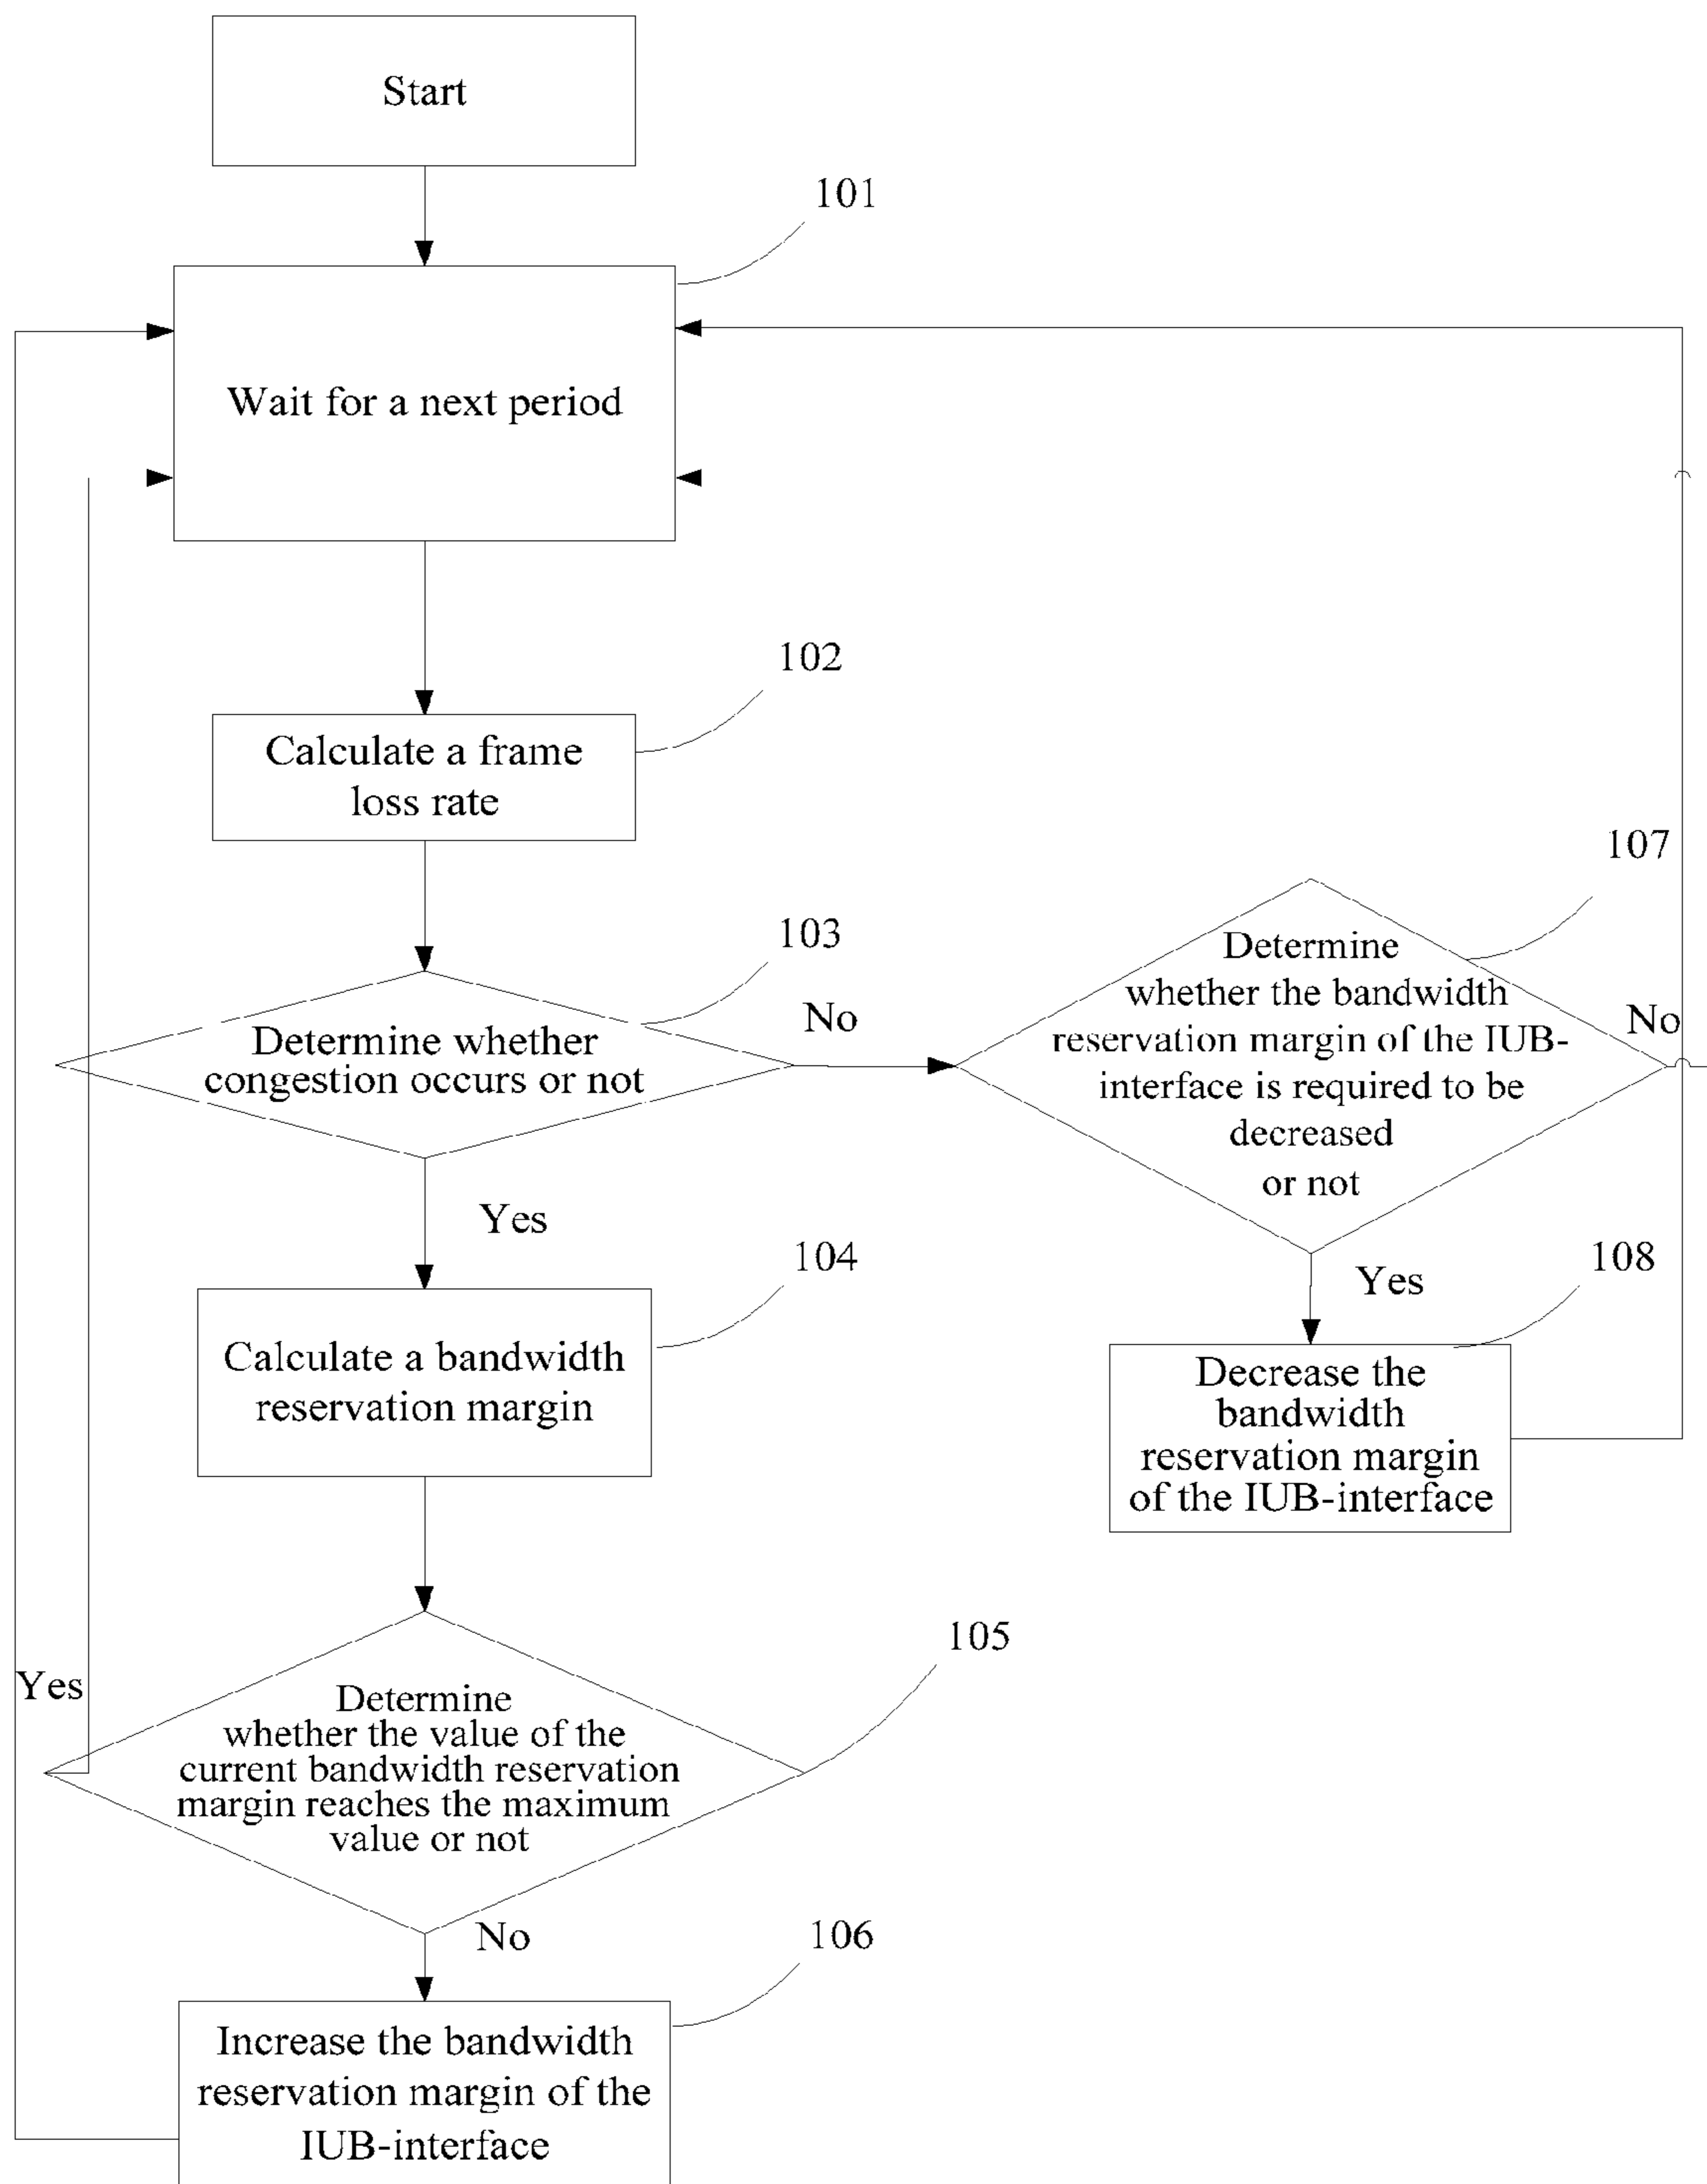 Start
101
Wait for a next period
102
Calculate a frame
loss rate
107
103
Determine
whether the bandwidth
reservation margin of the IUB-
interface is required to be
decreased
or not
No
No
Determine whether
congestion occurs or not
Yes
104
Yes
108
Calculate a bandwidth
reservation margin
Decrease the
bandwidth
reservation margin
of the IUB-interface
105
Yes
Determine
whether the value of the
current bandwidth reservation
margin reaches the maximum
value or not
No
106
Increase the bandwidth
reservation margin of the
IUB-interface